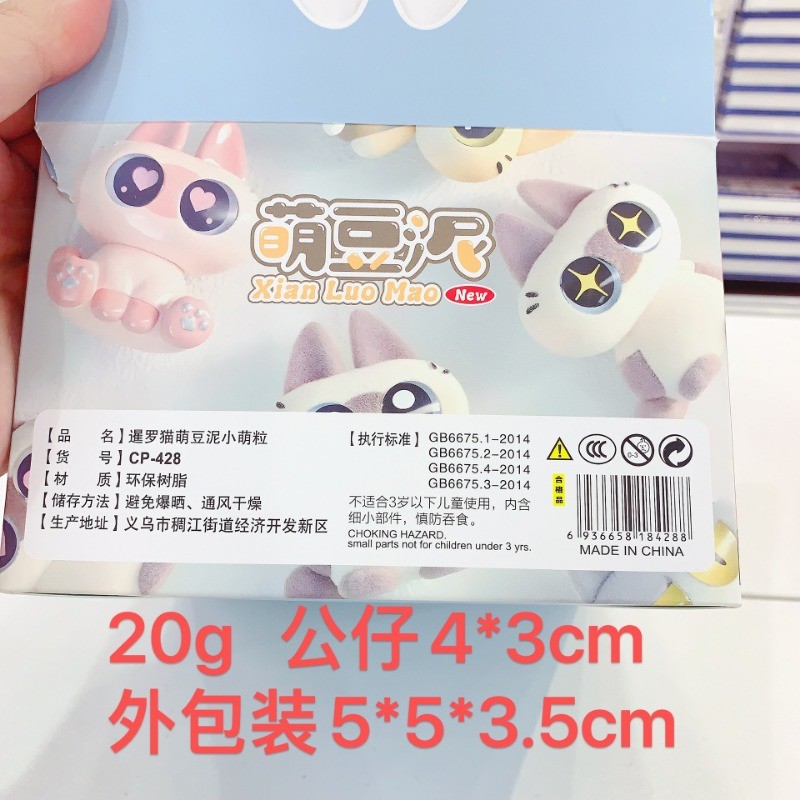 萌豆泥
Xian Luo Mao New
【品 名】暹罗猫萌豆泥小萌粒
【货 号】CP-428
【材 质】环保树脂
【储存方法】避免爆晒、通风干燥
【生产地址】义乌市稠江街道经济开发新区
【执行标准】GB6675.1-2014
GB6675.2-2014
GB6675.4-2014
GB6675.3-2014
不适合3岁以下儿童使用，内含
细小部件，慎防吞食。
CHOKING HAZARD.
small parts not for children under 3 yrs.
CCC
0-3
合格品
6 936658 184288
MADE IN CHINA
20g 公仔4*3cm
外包装5*5*3.5cm